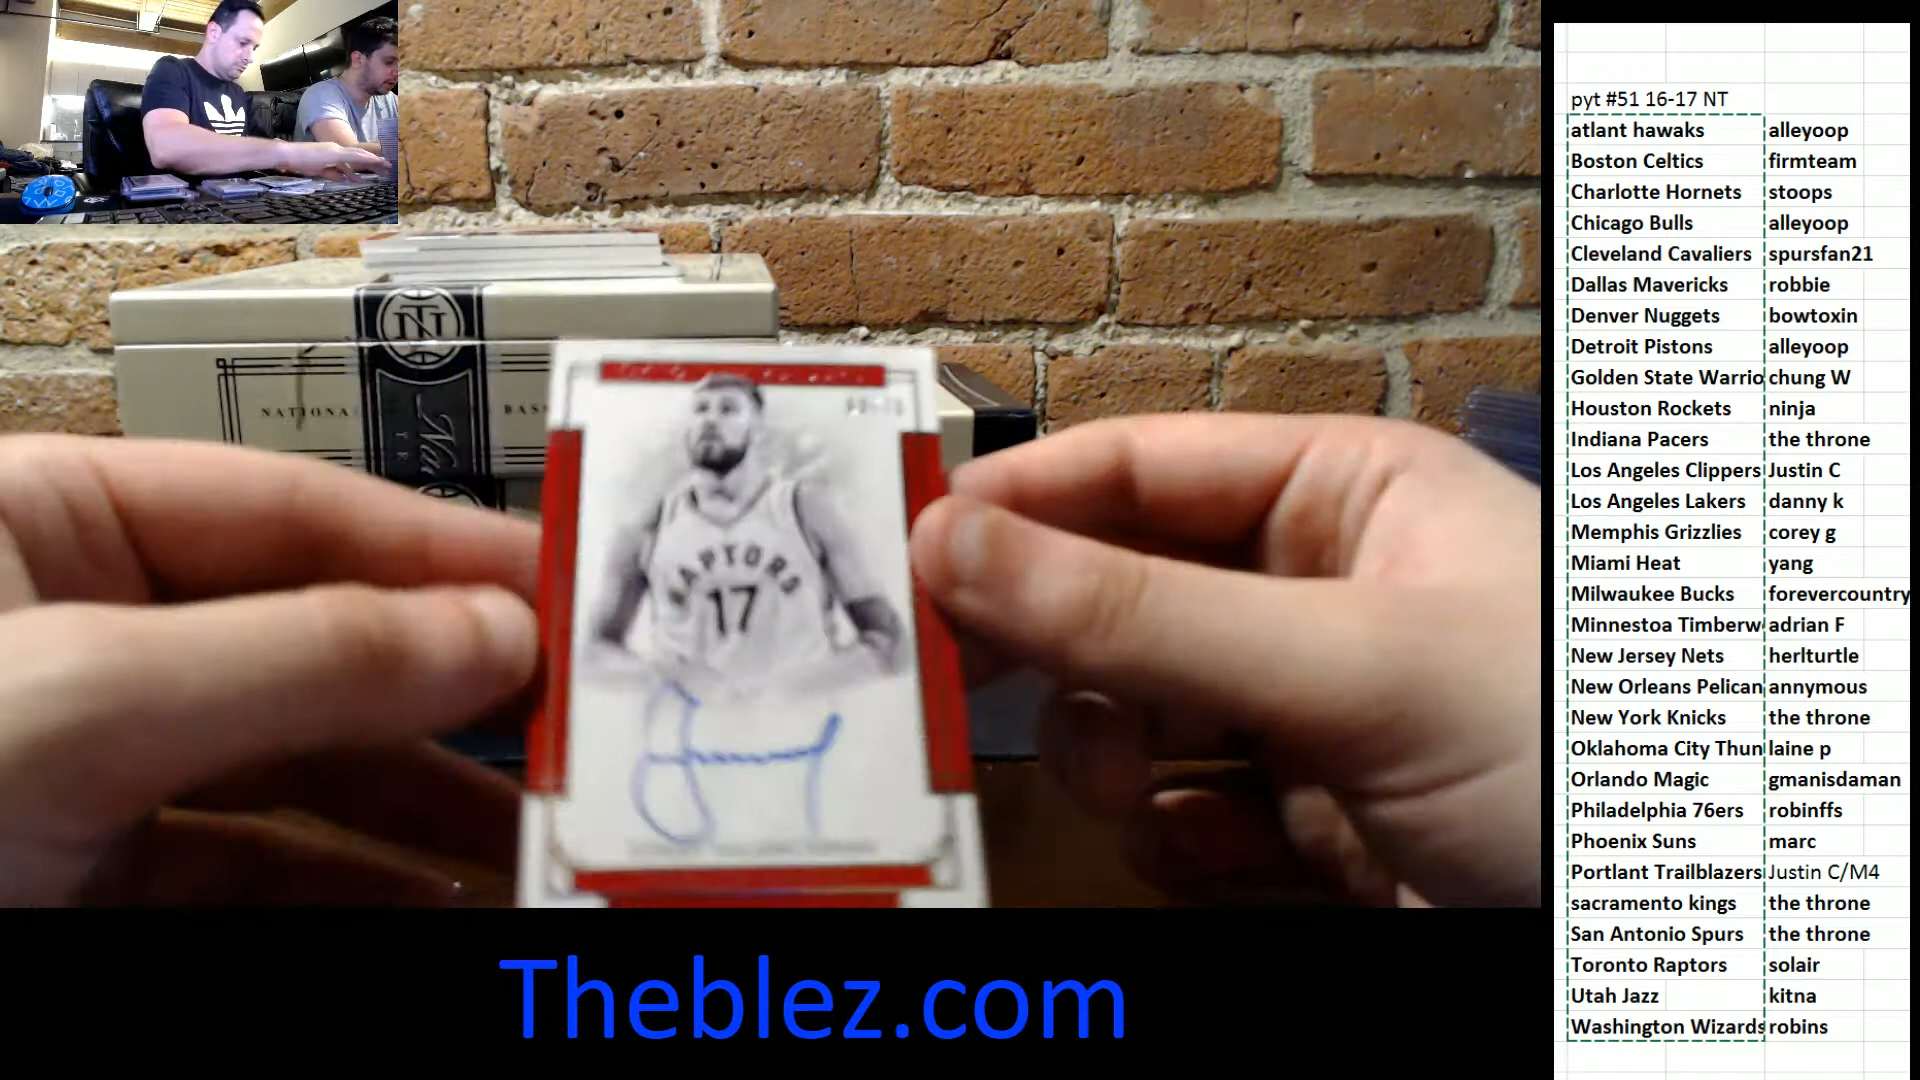 pyt #51 16-17 NT
atlant hawaks alleyoop
Boston Celtics firmteam
Charlotte Hornets stoops
Chicago Bulls alleyoop
Cleveland Cavaliers spursfan21
Dallas Mavericks robbie
Denver Nuggets bowtoxin
Detroit Pistons alleyoop
Golden State Warrio chung W
Houston Rockets ninja
Indiana Pacers the throne
Los Angeles Clippers Justin C
Los Angeles Lakers danny k
Memphis Grizzlies corey g
Miami Heat yang
Milwaukee Bucks forevercountry
Minnestoa Timberw adrian F
New Jersey Nets herlturtle
New Orleans Pelican annymous
New York Knicks the throne
Oklahoma City Thun laine p
Orlando Magic gmanisdaman
Philadelphia 76ers robinffs
Phoenix Suns marc
Portlant Trailblazers Justin C/M4
sacramento kings the throne
San Antonio Spurs the throne
Toronto Raptors solair
Utah Jazz kitna
Washington Wizards robins
NT
NATIONA
BAS
Na
RAPTORS
17
Theblez.com